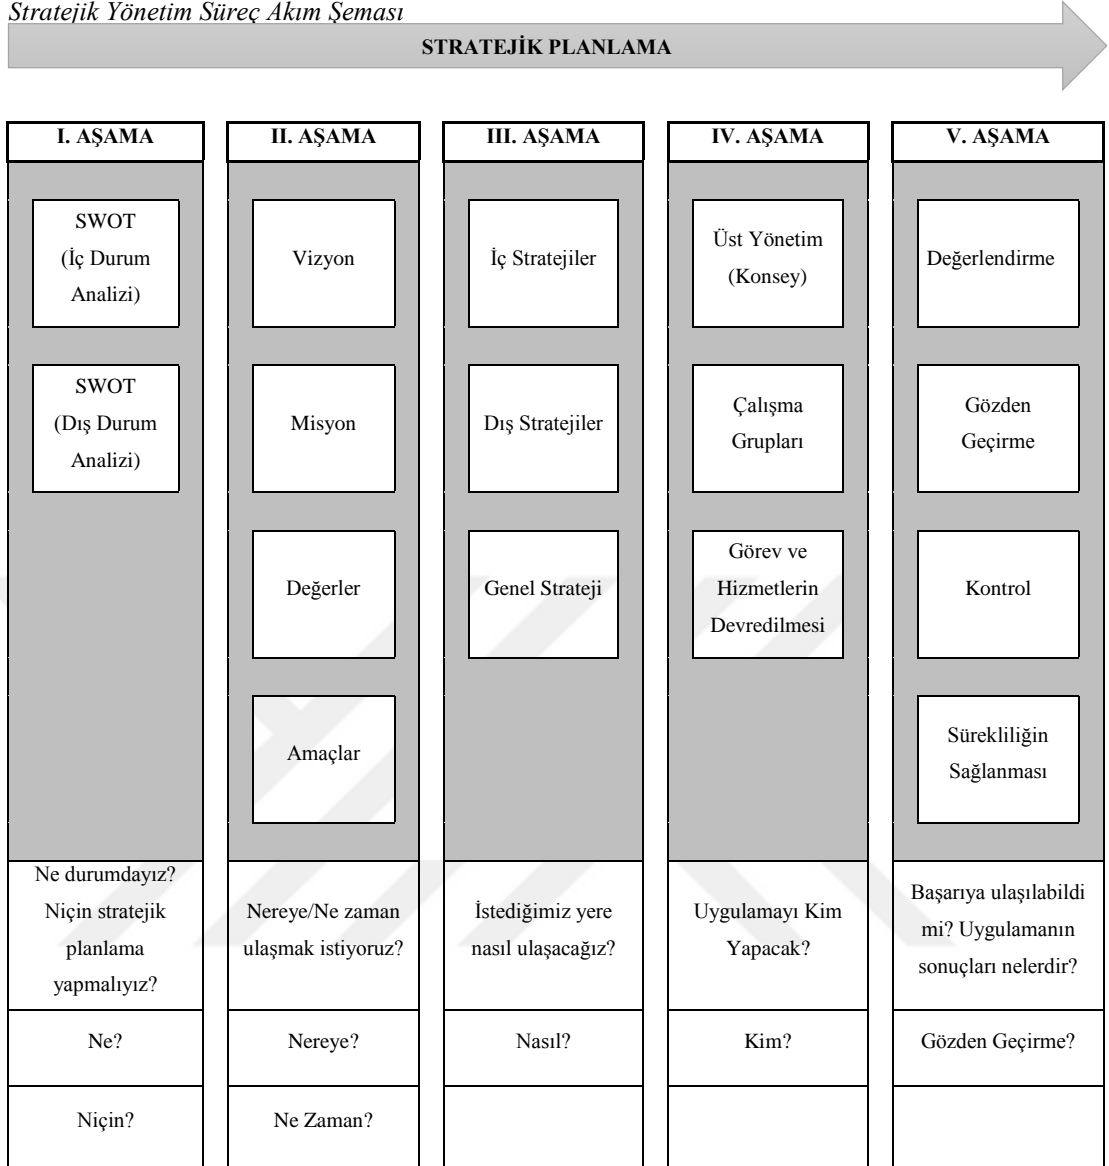 Stratejik Yönetim Süreç Akım Şeması
STRATEJİK PLANLAMA
I. AŞAMA
SWOT
(İç Durum
Analizi)
SWOT
(Dış Durum
Analizi)
Ne durumdayız?
Niçin stratejik
planlama
yapmalıyız?
Ne?
Niçin?
II. AŞAMA
Vizyon
Misyon
Değerler
Amaçlar
Nereye/Ne zaman
ulaşmak istiyoruz?
Nereye?
Ne Zaman?
III. AŞAMA
İç Stratejiler
Dış Stratejiler
Genel Strateji
İstediğimiz yere
nasıl ulaşacağız?
Nasıl?
IV. AŞAMA
Üst Yönetim
(Konsey)
Çalışma
Grupları
Görev ve
Hizmetlerin
Devredilmesi
Uygulamayı Kim
Yapacak?
Kim?
V. AŞAMA
Değerlendirme
Gözden
Geçirme
Kontrol
Sürekliliğin
Sağlanması
Başarıya ulaşılabildi
mi? Uygulamanın
sonuçları nelerdir?
Gözden Geçirme?